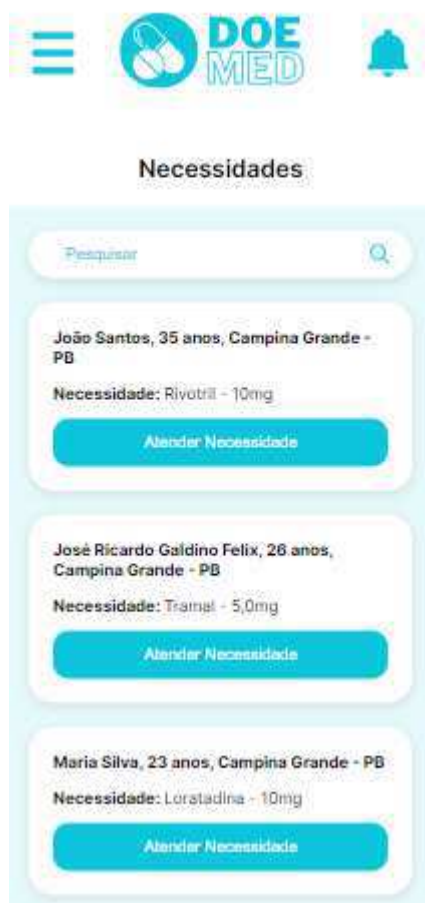 DOE
MED
Necessidades
Pesquisar
João Santos, 35 anos, Campina Grande -
PB
Necessidade: Rivotril - 10mg
Atender Necessidade
José Ricardo Galdino Felix, 26 anos,
Campina Grande - PB
Necessidade: Tramal - 5,0mg
Atender Necessidade
Maria Silva, 23 anos, Campina Grande - PB
Necessidade: Loratadina - 10mg
Atender Necessidade